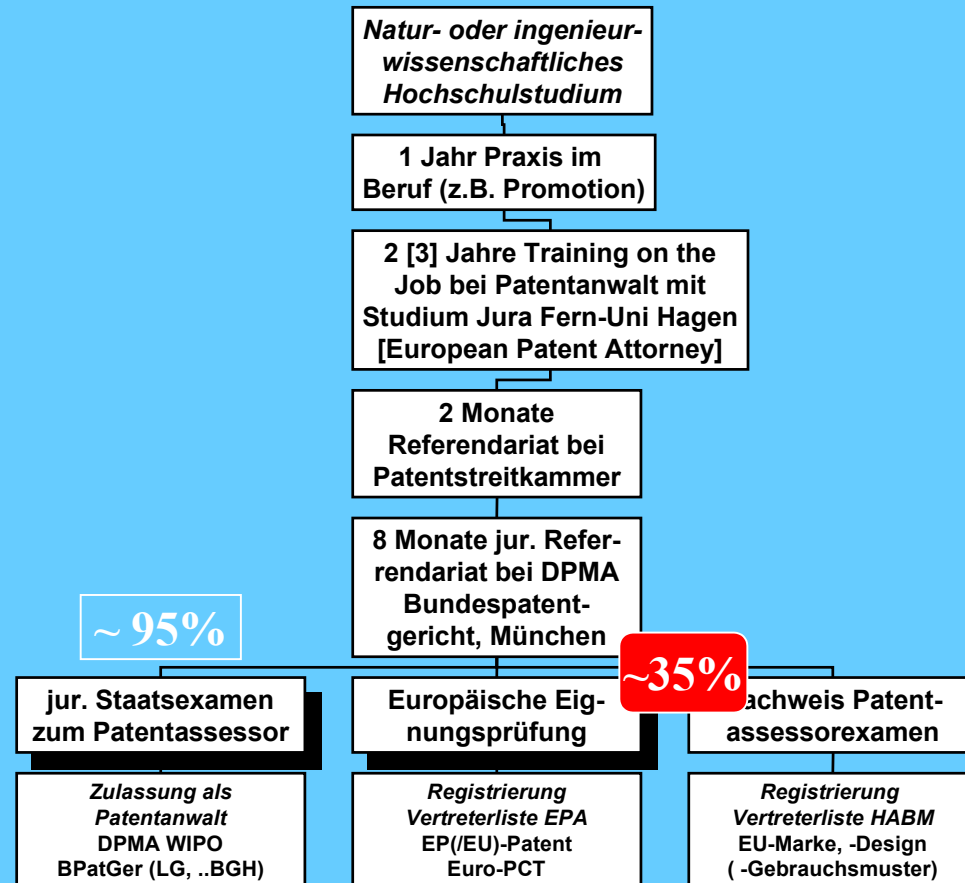 Natur- oder ingenieur-
wissenschaftliches
Hochschulstudium
1 Jahr Praxis im
Beruf (z.B. Promotion)
2 [3] Jahre Training on the
Job bei Patentanwalt mit
Studium Jura Fern-Uni Hagen
[European Patent Attorney]
2 Monate
Referendariat bei
Patentstreitkammer
8 Monate jur. Refer-
rendariat bei DPMA
Bundespatent-
gericht, München
~ 95%
~35%
jur. Staatsexamen
zum Patentassessor
Europäische Eig-
nungsprüfung
achweis Patent-
assessorexamen
Zulassung als
Patentanwalt
DPMA WIPO
BPatGer (LG, ..BGH)
Registrierung
Vertreterliste EPA
EP(/EU)-Patent
Euro-PCT
Registrierung
Vertreterliste HABM
EU-Marke, -Design
( -Gebrauchsmuster)